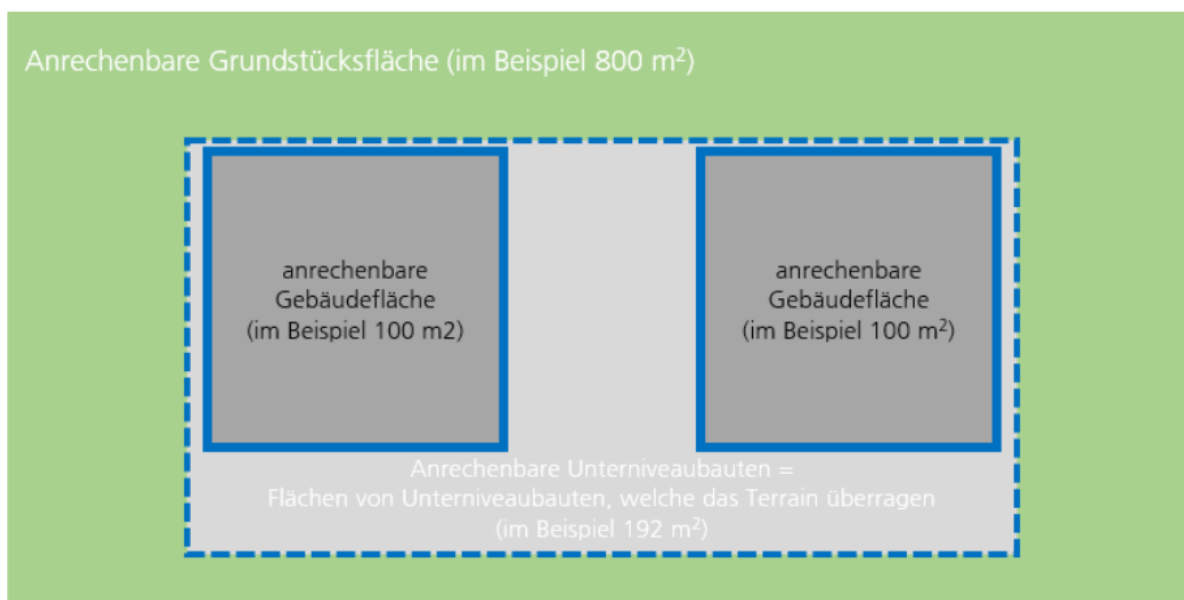 Anrechenbare Grundstücksfläche (im Beispiel 800 m²)
anrechenbare
Gebäudefläche
(im Beispiel 100 m2)
anrechenbare
Gebäudefläche
(im Beispiel 100 m²)
Anrechenbare Unterniveaubauten =
Flächen von Unterniveaubauten, welche das Terrain überragen
(im Beispiel 192 m²)